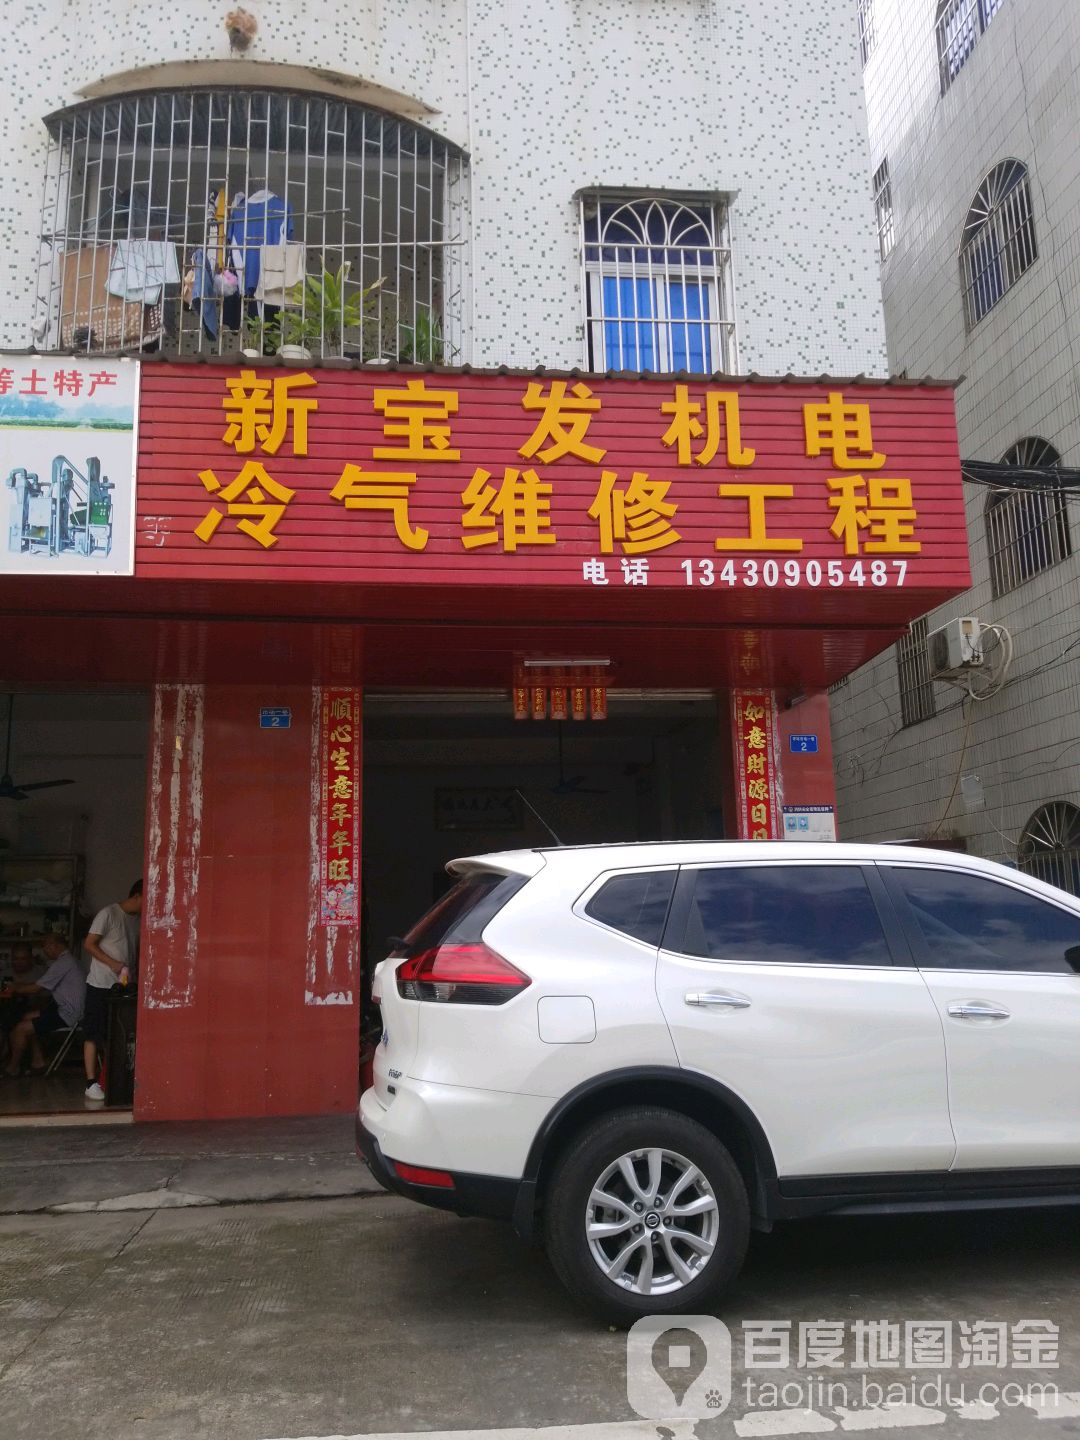 等土特产
新宝发机电
冷气维修工程
电话 13430905487
順心生意年年旺
如意財源日日
2
2
百度地图淘金
taojin.baidu.com